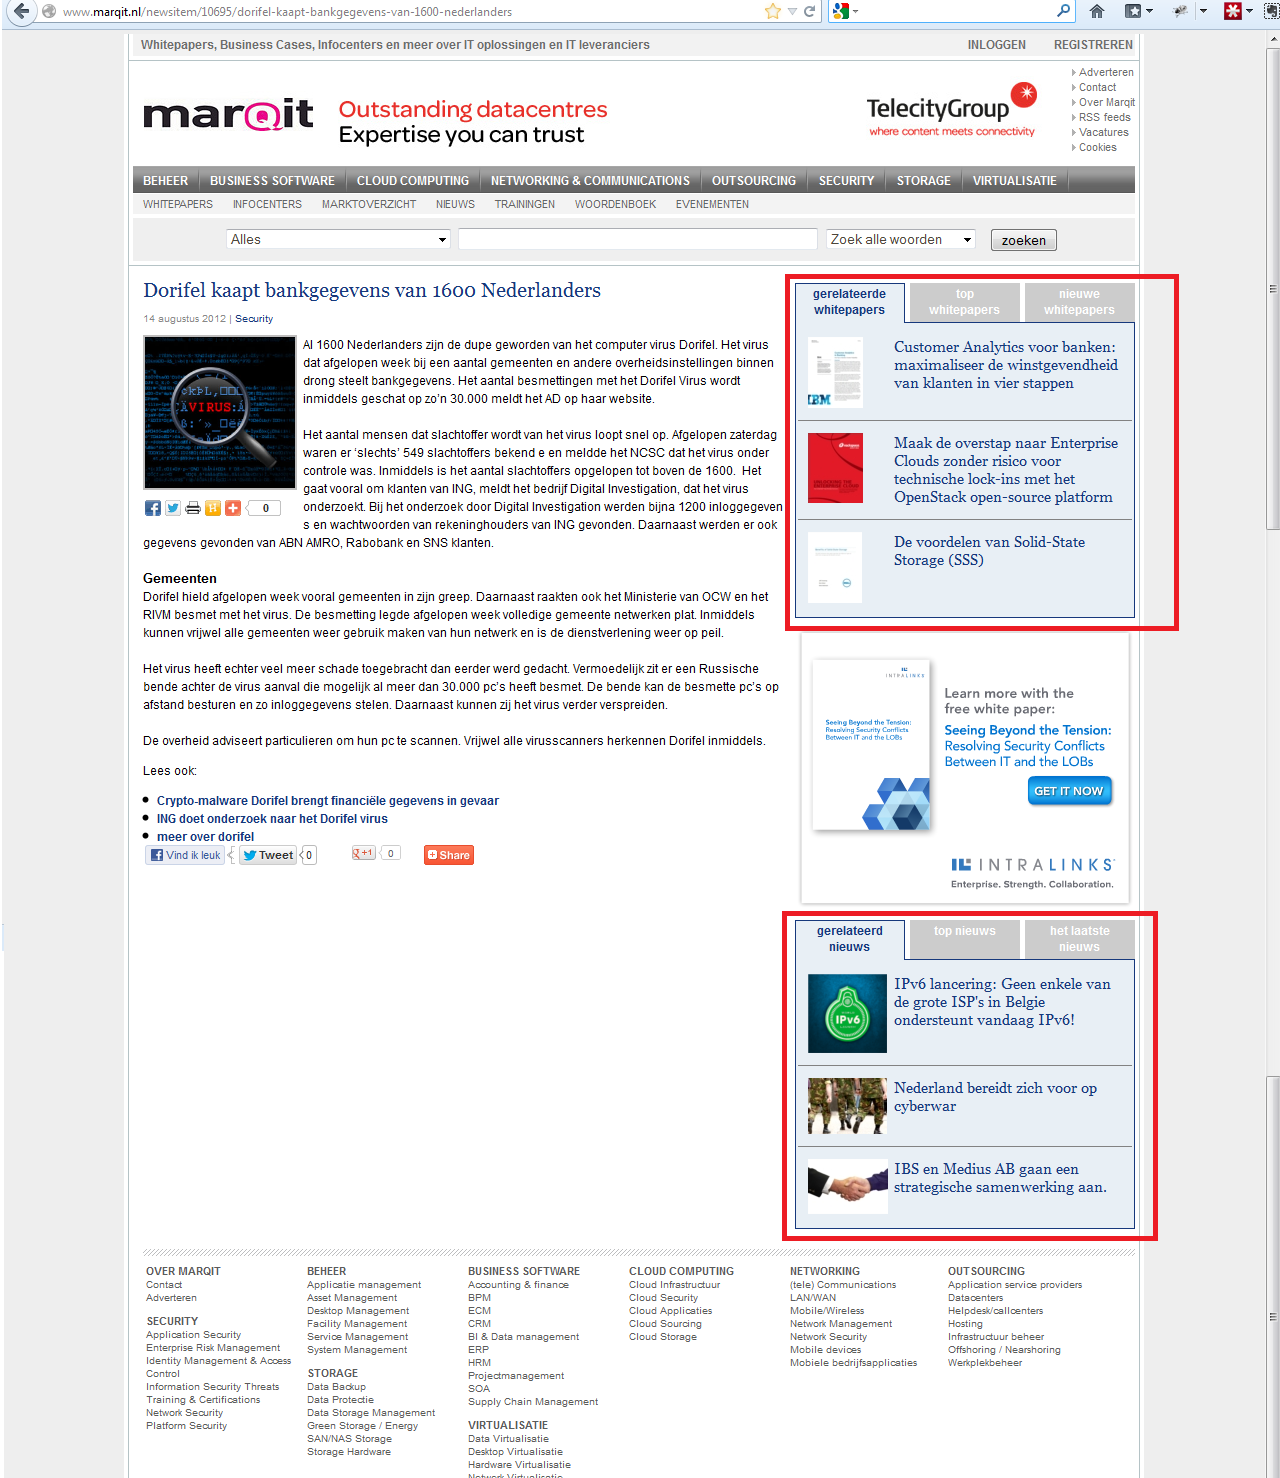 www.marqit.nl/newsitem/10695/dorifel-kaapt-bankgegevens-van-1600-nederlanders
Whitepapers, Business Cases, Infocenters en meer over IT oplossingen en IT leveranciers
INLOGGEN REGISTREREN
marqit
Outstanding datacentres
Expertise you can trust
TelecityGroup
where content meets connectivity
Adverteren
Contact
Over Marqit
RSS feeds
Vacatures
Cookies
BEHEER BUSINESS SOFTWARE CLOUD COMPUTING NETWORKING & COMMUNICATIONS OUTSOURCING SECURITY STORAGE VIRTUALISATIE
WHITEPAPERS INFOCENTERS MARKTOVERZICHT NIEUWS TRAININGEN WOORDENBOEK EVENEMENTEN
Alles Zoek alle woorden zoeken
Dorifel kaapt bankgegevens van 1600 Nederlanders
14 augustus 2012 | Security
VIRUS:
Al 1600 Nederlanders zijn de dupe geworden van het computer virus Dorifel. Het virus
dat afgelopen week bij een aantal gemeenten en andere overheidsinstellingen binnen
drong steelt bankgegevens. Het aantal besmettingen met het Dorifel Virus wordt
inmiddels geschat op zo'n 30.000 meldt het AD op haar website.
Het aantal mensen dat slachtoffer wordt van het virus loopt snel op. Afgelopen zaterdag
waren er ‘slechts’ 549 slachtoffers bekend e en meldde het NCSC dat het virus onder
controle was. Inmiddels is het aantal slachtoffers opgelopen tot boven de 1600. Het
gaat vooral om klanten van ING, meldt het bedrijf Digital Investigation, dat het virus
onderzoekt. Bij het onderzoek door Digital Investigation werden bijna 1200 inloggegeven
s en wachtwoorden van rekeninghouders van ING gevonden. Daarnaast werden er ook
gegevens gevonden van ABN AMRO, Rabobank en SNS klanten.
0
Gemeenten
Dorifel hield afgelopen week vooral gemeenten in zijn greep. Daarnaast raakten ook het Ministerie van OCW en het
RIVM besmet met het virus. De besmetting legde afgelopen week volledige gemeente netwerken plat. Inmiddels
kunnen vrijwel alle gemeenten weer gebruik maken van hun netwerk en is de dienstverlening weer op peil.
Het virus heeft echter veel meer schade toegebracht dan eerder werd gedacht. Vermoedelijk zit er een Russische
bende achter de virus aanval die mogelijk al meer dan 30.000 pc's heeft besmet. De bende kan de besmette pc's op
afstand besturen en zo inloggegevens stelen. Daarnaast kunnen zij het virus verder verspreiden.
De overheid adviseert particulieren om hun pc te scannen. Vrijwel alle virusscanners herkennen Dorifel inmiddels.
Lees ook:
Crypto-malware Dorifel brengt financiële gegevens in gevaar
ING doet onderzoek naar het Dorifel virus
meer over dorifel
Vind ik leuk Tweet 0 +1 0 Share
gerelateerde whitepapers
top whitepapers
nieuwe whitepapers
IBM
Customer Analytics voor banken:
maximaliseer de winstgevendheid
van klanten in vier stappen
Maak de overstap naar Enterprise
Clouds zonder risico voor
technische lock-ins met het
OpenStack open-source platform
De voordelen van Solid-State
Storage (SSS)
INTRALINKS
Seeing Beyond the Tension:
Resolving Security Conflicts
Between IT and the LOBs
Learn more with the
free white paper:
Seeing Beyond the Tension:
Resolving Security Conflicts
Between IT and the LOBs
GET IT NOW
INTRALINKS
Enterprise. Strength. Collaboration.
gerelateerd nieuws
top nieuws
het laatste nieuws
IPv6
IPv6 lancering: Geen enkele van
de grote ISP's in Belgie
ondersteunt vandaag IPv6!
Nederland bereidt zich voor op
cyberwar
IBS en Medius AB gaan een
strategische samenwerking aan.
OVER MARQIT
Contact
Adverteren
SECURITY
Application Security
Enterprise Risk Management
Identity Management & Access
Control
Information Security Threats
Training & Certifications
Network Security
Platform Security
BEHEER
Applicatie management
Asset Management
Desktop Management
Facility Management
Service Management
System Management
STORAGE
Data Backup
Data Protectie
Data Storage Management
Green Storage / Energy
SAN/NAS Storage
Storage Hardware
BUSINESS SOFTWARE
Accounting & finance
BPM
ECM
CRM
BI & Data management
ERP
HRM
Projectmanagement
SOA
Supply Chain Management
VIRTUALISATIE
Data Virtualisatie
Desktop Virtualisatie
Hardware Virtualisatie
Netwerk Virtualisatie
CLOUD COMPUTING
Cloud Infrastructuur
Cloud Security
Cloud Applicaties
Cloud Sourcing
Cloud Storage
NETWORKING
(tele) Communications
LAN/WAN
Mobile/Wireless
Network Management
Network Security
Mobile devices
Mobiele bedrijfsapplicaties
OUTSOURCING
Application service providers
Datacenters
Helpdesk/callcenters
Hosting
Infrastructuur beheer
Offshoring / Nearshoring
Werkplekbeheer